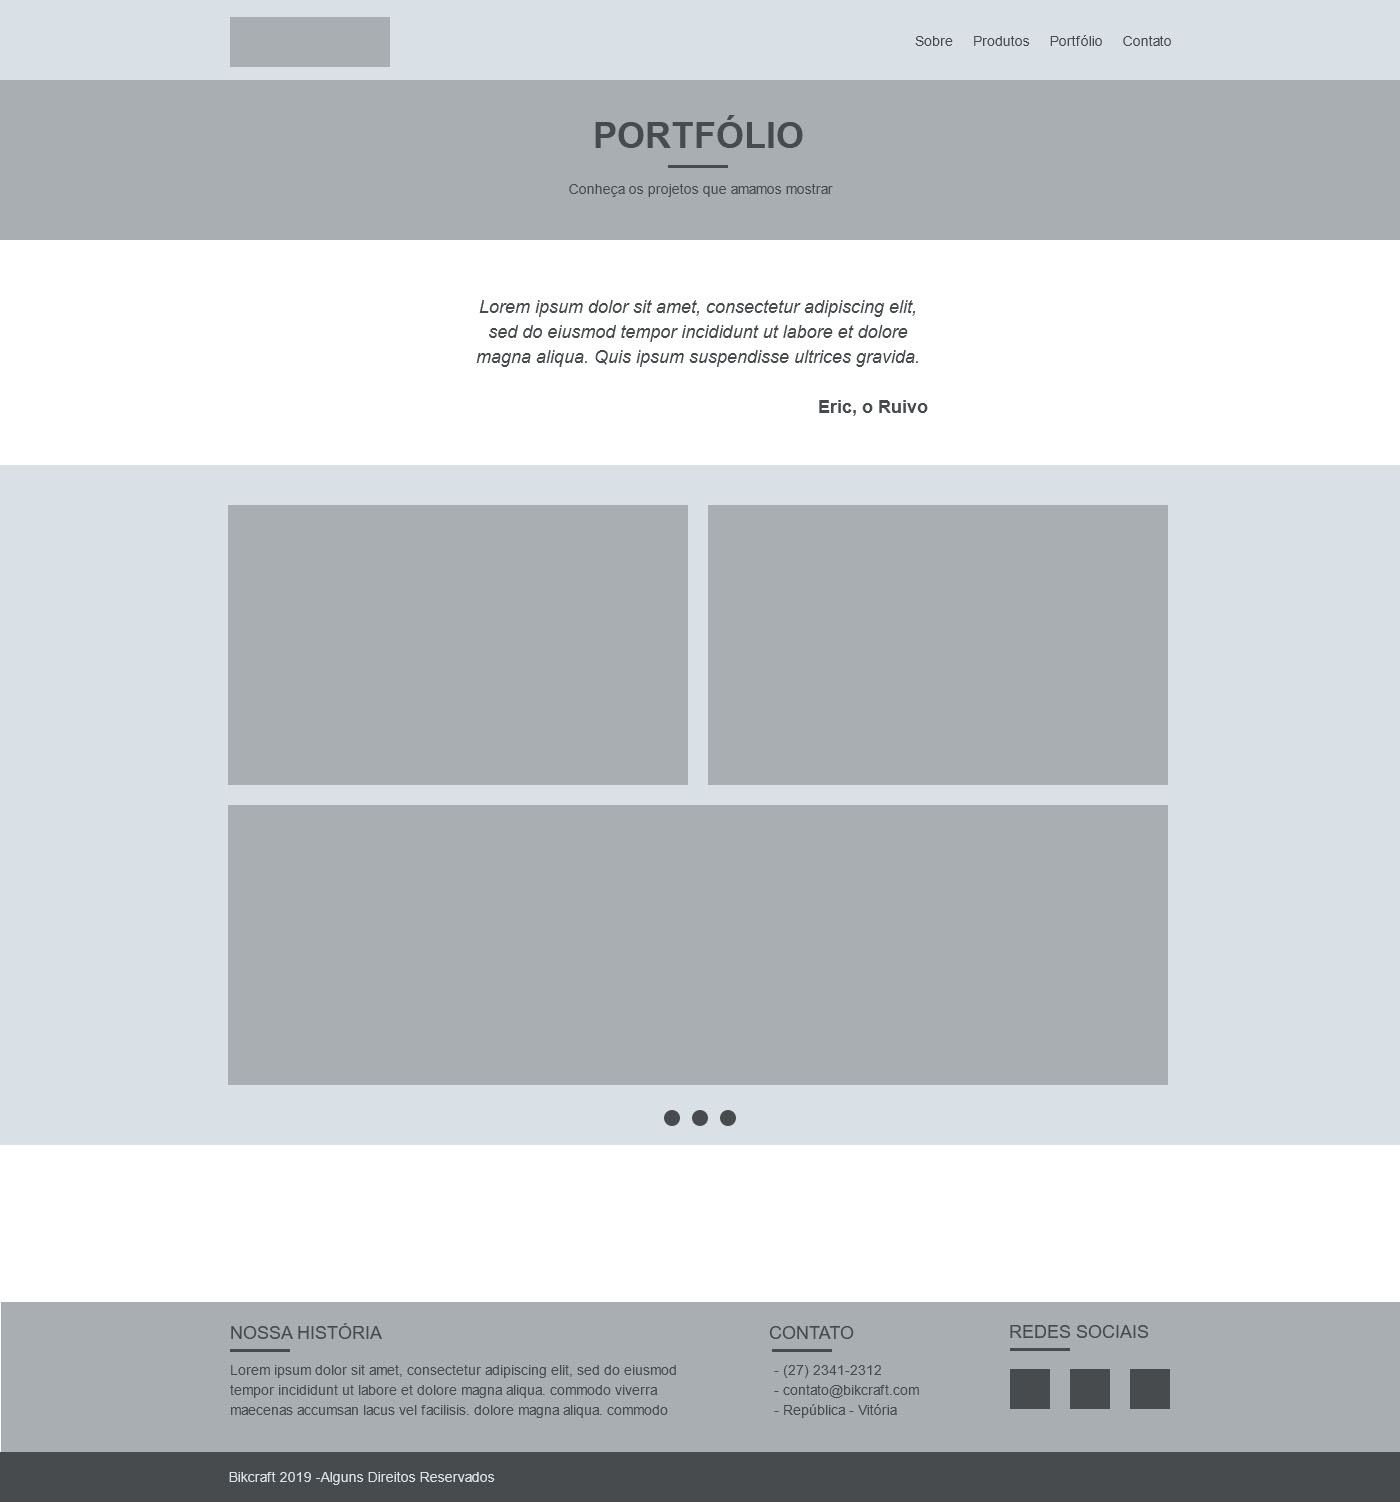 Sobre Produtos Portfólio Contato
PORTFÓLIO
Conheça os projetos que amamos mostrar
Lorem ipsum dolor sit amet, consectetur adipiscing elit,
sed do eiusmod tempor incididunt ut labore et dolore
magna aliqua. Quis ipsum suspendisse ultrices gravida.
Eric, o Ruivo
NOSSA HISTÓRIA
Lorem ipsum dolor sit amet, consectetur adipiscing elit, sed do eiusmod
tempor incididunt ut labore et dolore magna aliqua. commodo viverra
maecenas accumsan lacus vel facilisis. dolore magna aliqua. commodo
CONTATO
- (27) 2341-2312
- contato@bikcraft.com
- República - Vitória
REDES SOCIAIS
Bikcraft 2019 -Alguns Direitos Reservados